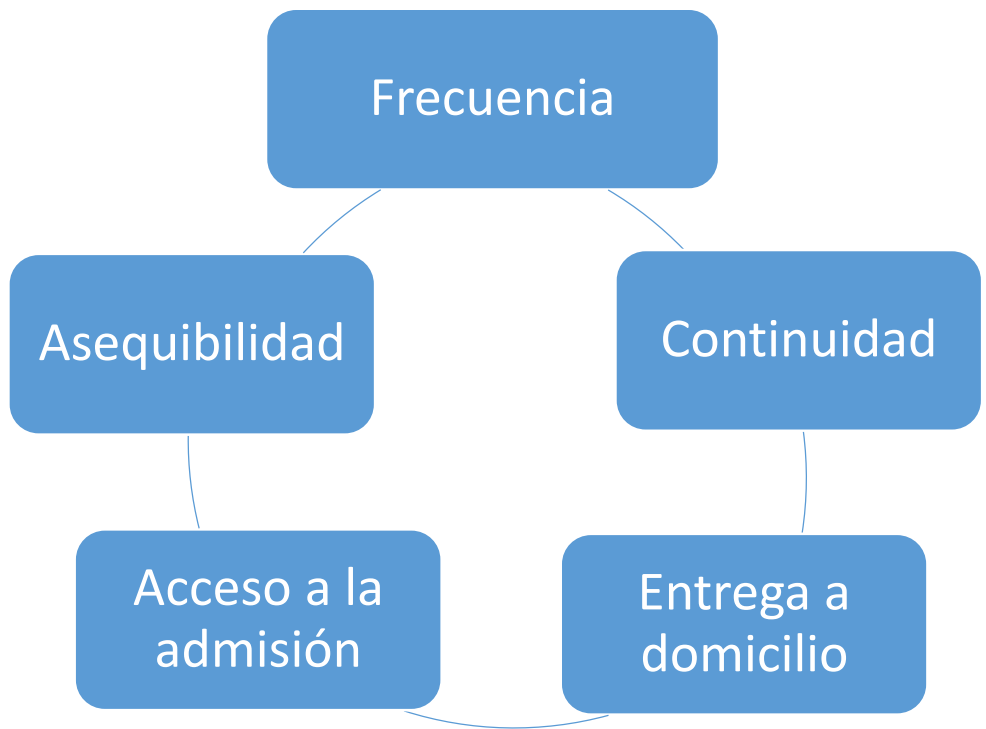 Frecuencia
Asequibilidad
Continuidad
Acceso a la
admisión
Entrega a
domicilio